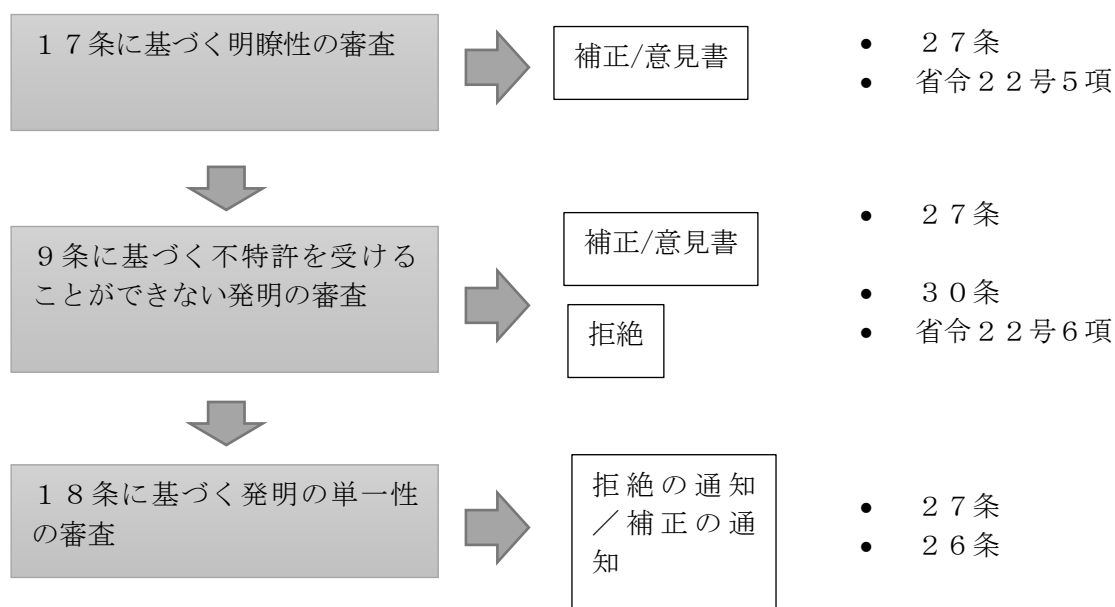 １７条に基づく明瞭性の審査
補正/意見書
● ２７条
● 省令２２号５項
９条に基づく不特許を受ける
ことができない発明の審査
補正/意見書
拒絶
● ２７条
● ３０条
● 省令２２号６項
１８条に基づく発明の単一性
の審査
拒絶の通知
／補正の通
知
● ２７条
● ２６条